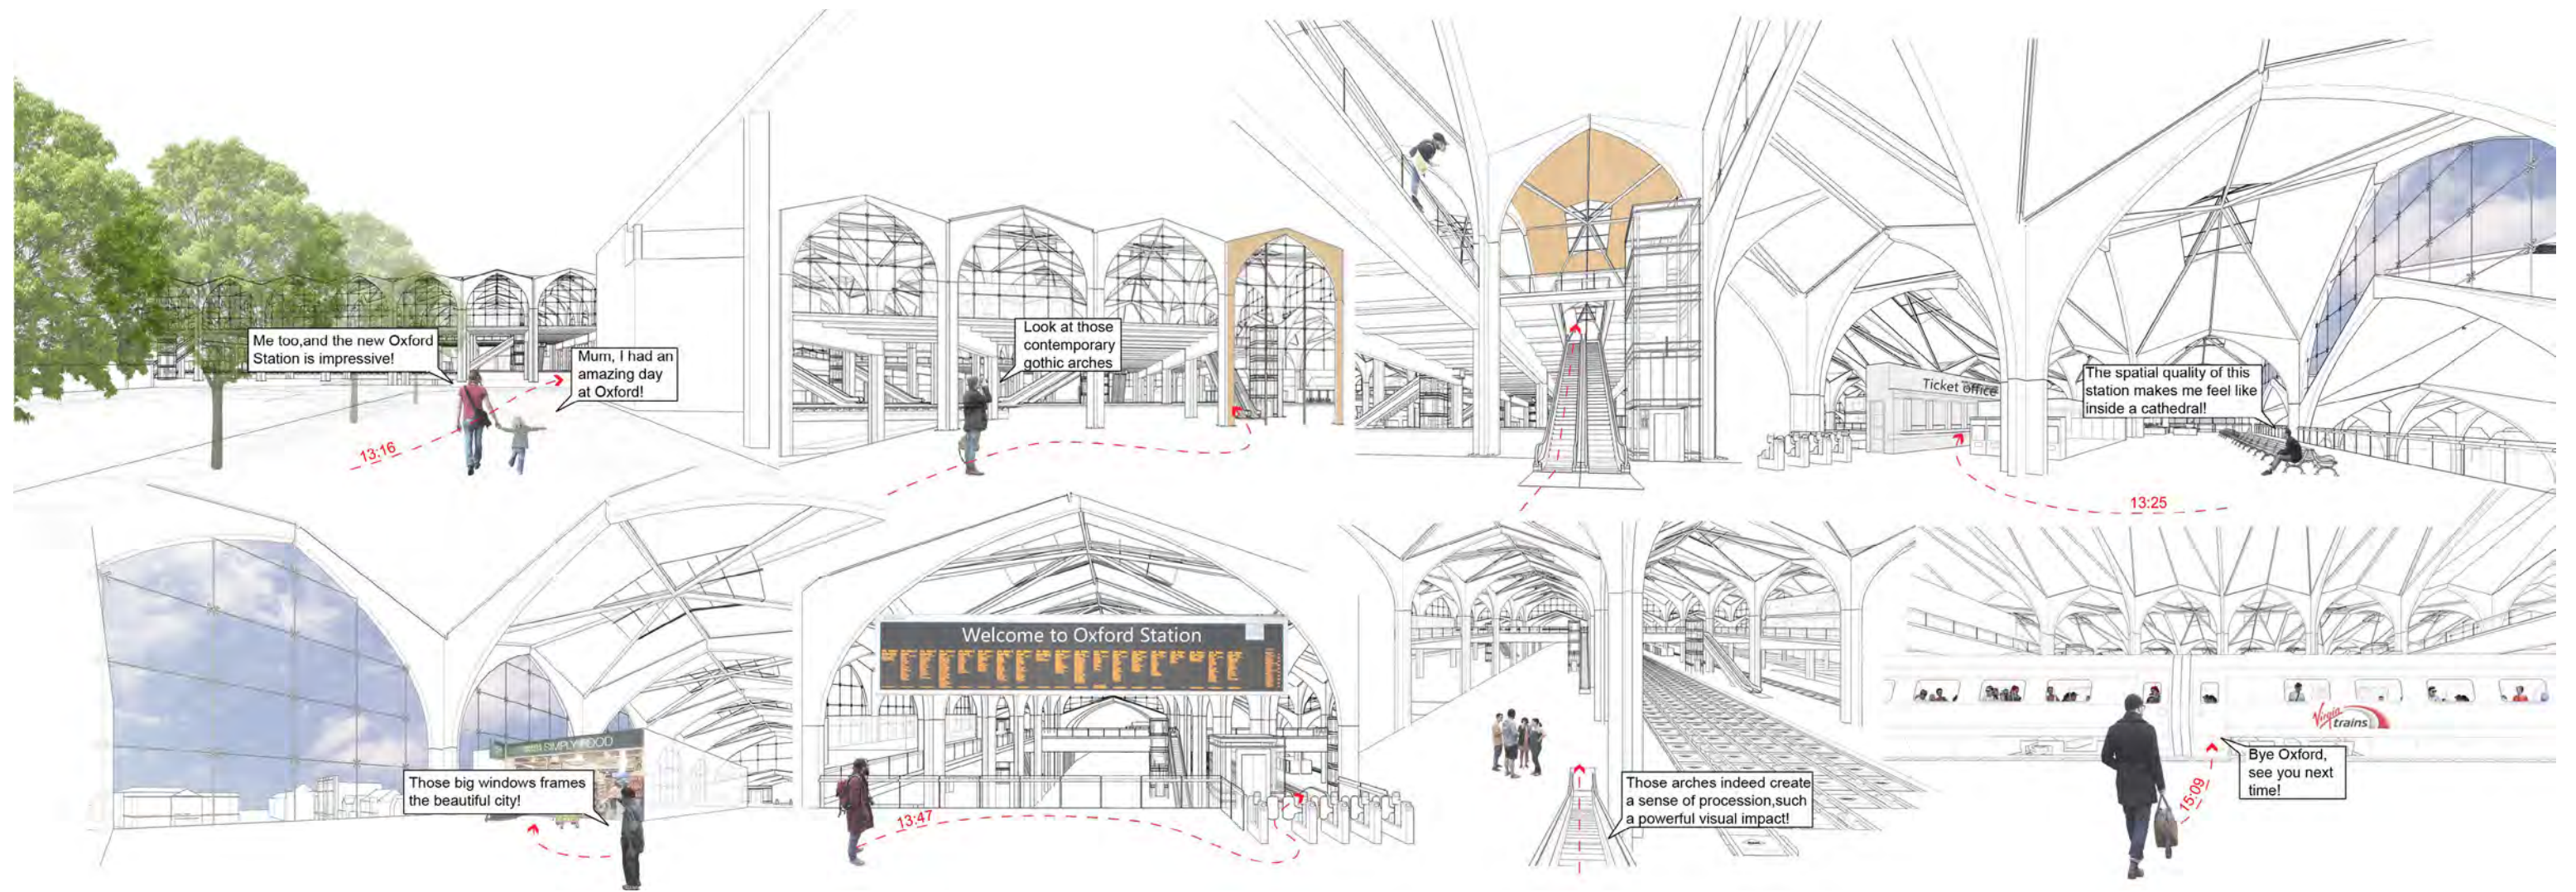 Me too,and the new Oxford
Station is impressive!
Mum, I had an
amazing day
at Oxford!
13:16
Look at those
contemporary
gothic arches
Ticket office
The spatial quality of this
station makes me feel like
inside a cathedral!
13:25
SIMPLY FOOD
Those big windows frames
the beautiful city!
Welcome to Oxford Station
13:47
Those arches indeed create
a sense of procession,such
a powerful visual impact!
Virgin
trains
Bye Oxford,
see you next
time!
15:09